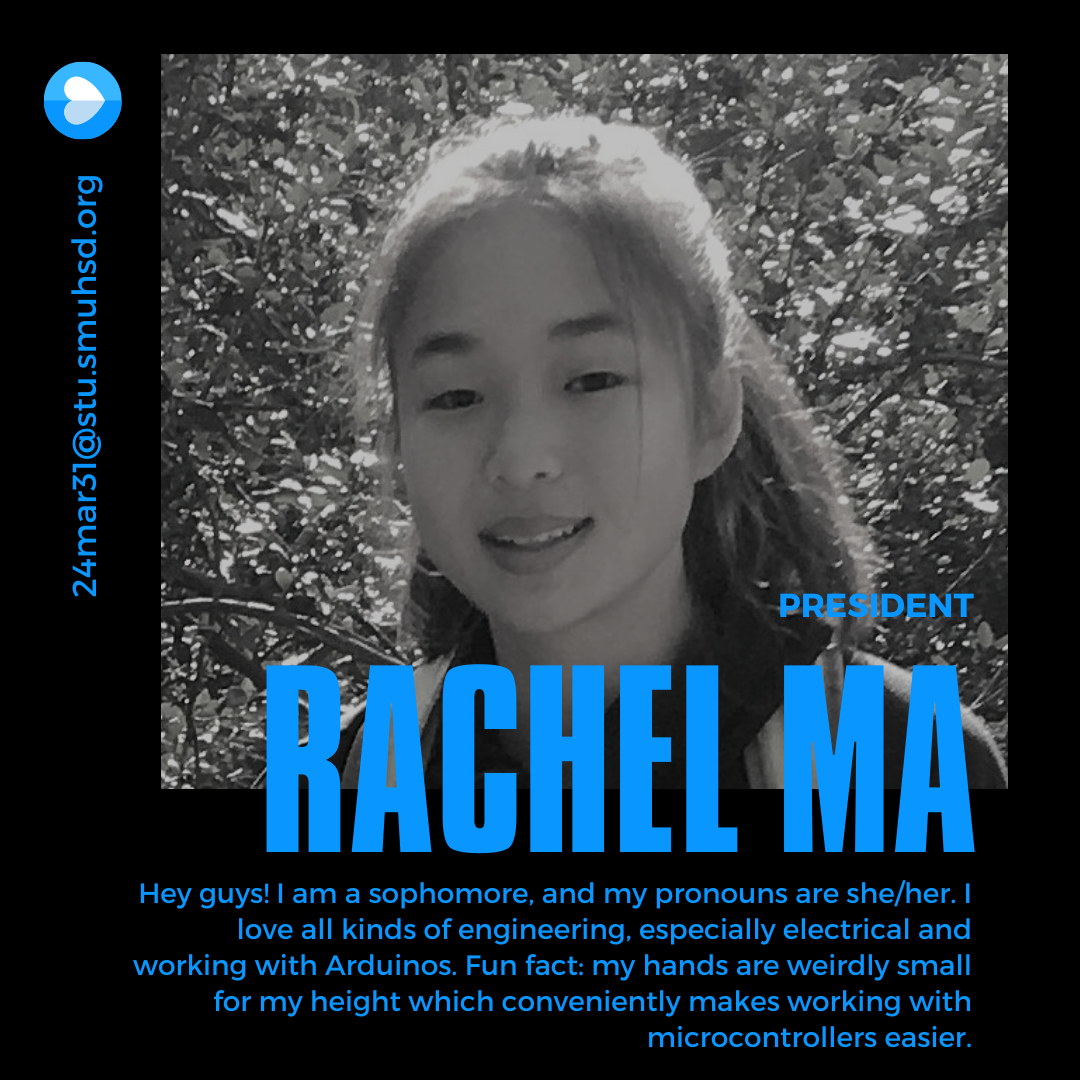 24mar31@stu.smuhsd.org
PRESIDENT
RACHEL MA
Hey guys! I am a sophomore, and my pronouns are she/her. I
love all kinds of engineering, especially electrical and
working with Arduinos. Fun fact: my hands are weirdly small
for my height which conveniently makes working with
microcontrollers easier.